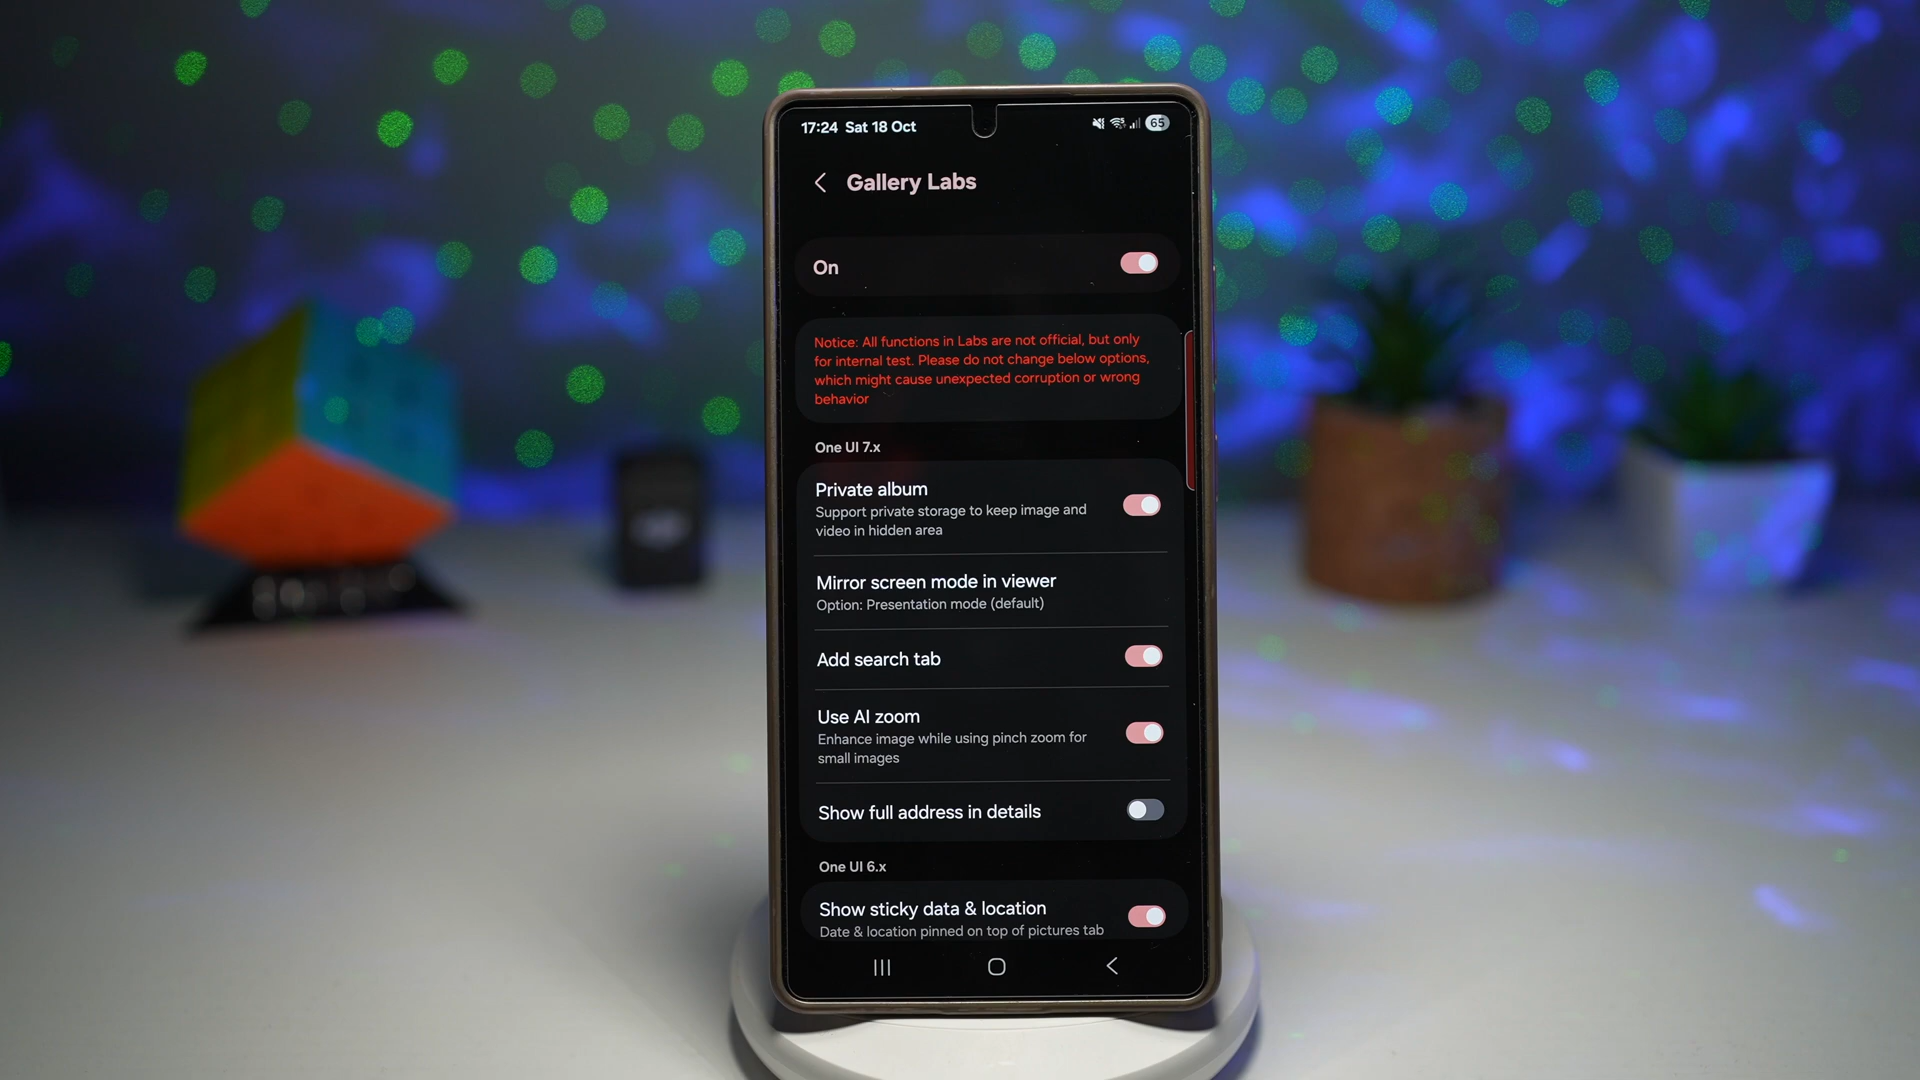 17:24 Sat 18 Oct
65
Gallery Labs
On
Notice: All functions in Labs are not official, but only
for internal test. Please do not change below options,
which might cause unexpected corruption or wrong
behavior
One UI 7.x
Private album
Support private storage to keep image and
video in hidden area
Mirror screen mode in viewer
Option: Presentation mode (default)
Add search tab
Use AI zoom
Enhance image while using pinch zoom for
small images
Show full address in details
One UI 6.x
Show sticky data & location
Date & location pinned on top of pictures tab